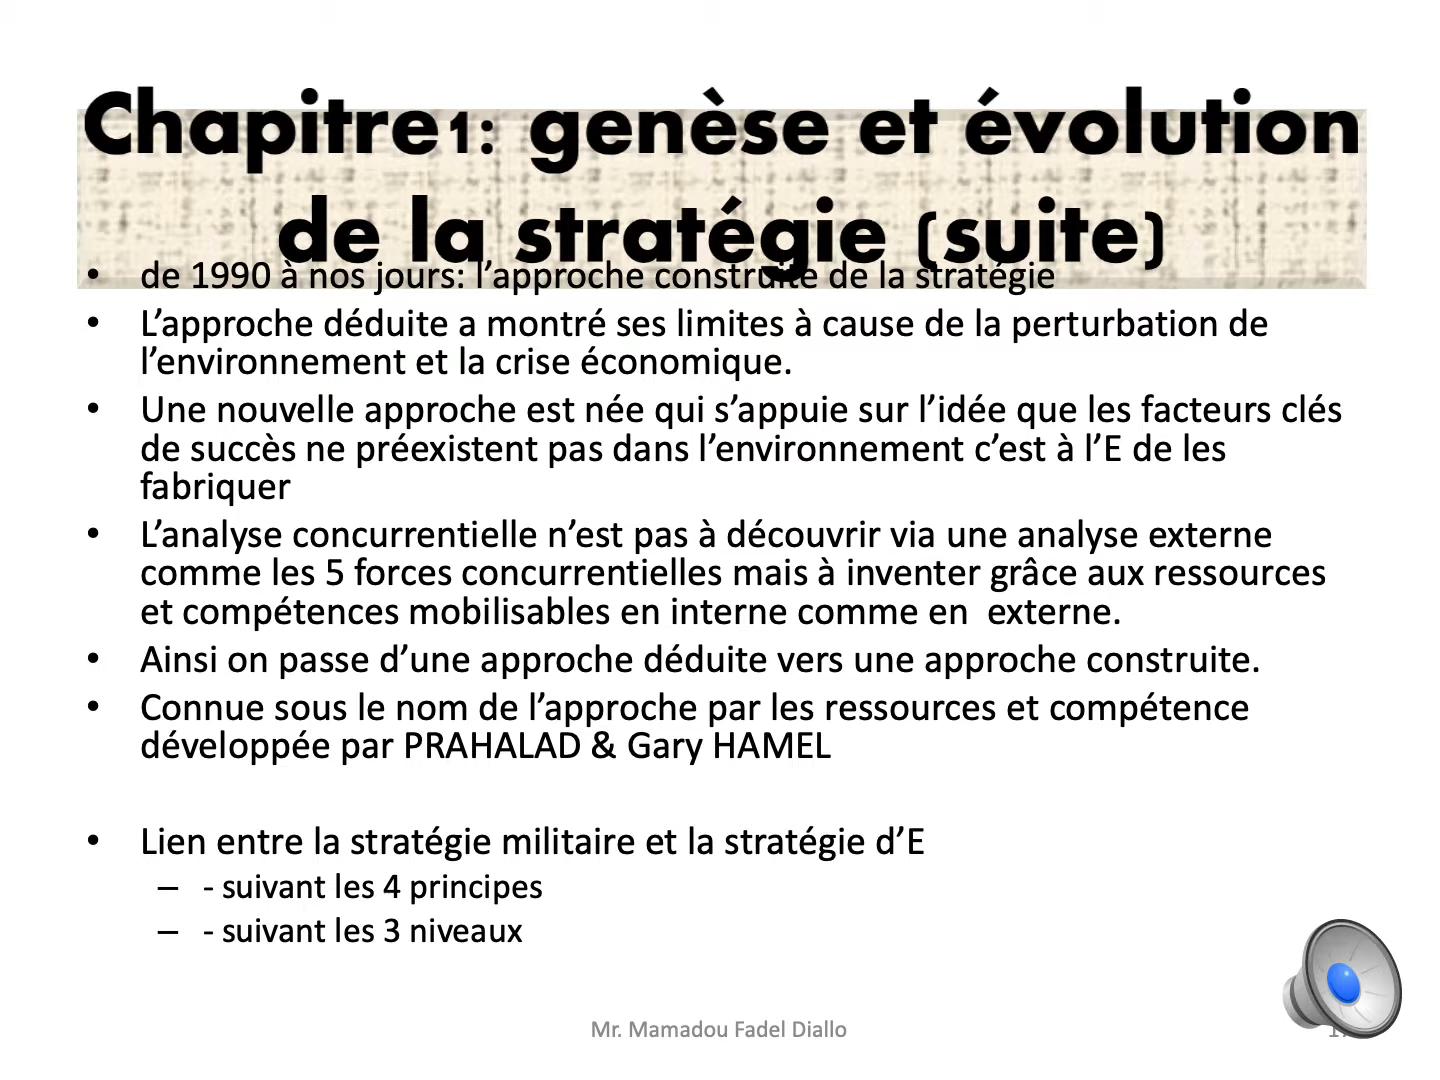 Chapitre1: genèse et évolution
de la stratégie (suite)
• de 1990 à nos jours: l’approche construite de la stratégie
• L’approche déduite a montré ses limites à cause de la perturbation de
l’environnement et la crise économique.
• Une nouvelle approche est née qui s’appuie sur l’idée que les facteurs clés
de succès ne préexistent pas dans l’environnement c’est à l’E de les
fabriquer
• L’analyse concurrentielle n’est pas à découvrir via une analyse externe
comme les 5 forces concurrentielles mais à inventer grâce aux ressources
et compétences mobilisables en interne comme en  externe.
• Ainsi on passe d’une approche déduite vers une approche construite.
• Connue sous le nom de l’approche par les ressources et compétence
développée par PRAHALAD & Gary HAMEL
• Lien entre la stratégie militaire et la stratégie d’E
– - suivant les 4 principes
– - suivant les 3 niveaux
Mr. Mamadou Fadel Diallo